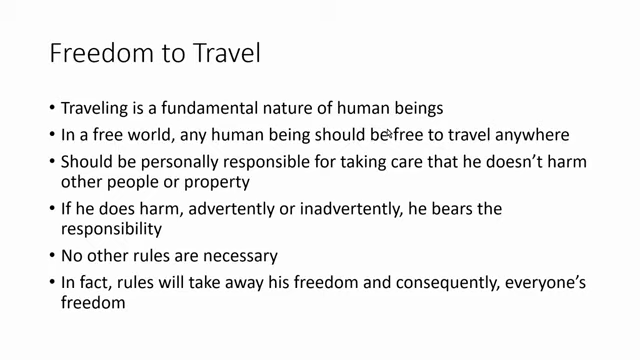 Freedom to Travel
• Traveling is a fundamental nature of human beings
• In a free world, any human being should be free to travel anywhere
• Should be personally responsible for taking care that he doesn’t harm
other people or property
• If he does harm, advertently or inadvertently, he bears the
responsibility
• No other rules are necessary
• In fact, rules will take away his freedom and consequently, everyone’s
freedom